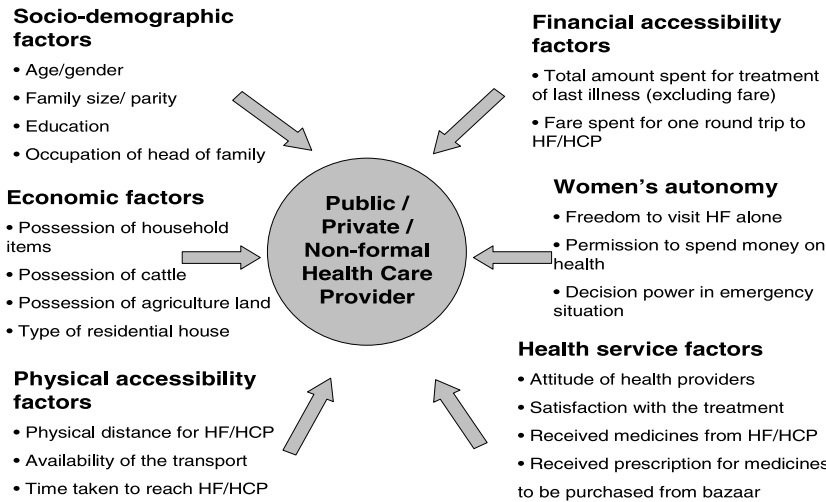 Socio-demographic
factors
• Age/gender
• Family size/ parity
• Education
• Occupation of head of family
Economic factors
• Possession of household
items
• Possession of cattle
• Possession of agriculture land
• Type of residential house
Physical accessibility
factors
• Physical distance for HF/HCP
• Availability of the transport
• Time taken to reach HF/HCP
Public /
Private /
Non-formal
Health Care
Provider
Financial accessibility
factors
• Total amount spent for treatment
of last illness (excluding fare)
• Fare spent for one round trip to
HF/HCP
Women's autonomy
• Freedom to visit HF alone
• Permission to spend money on
health
• Decision power in emergency
situation
Health service factors
• Attitude of health providers
• Satisfaction with the treatment
• Received medicines from HF/HCP
• Received prescription for medicines
to be purchased from bazaar